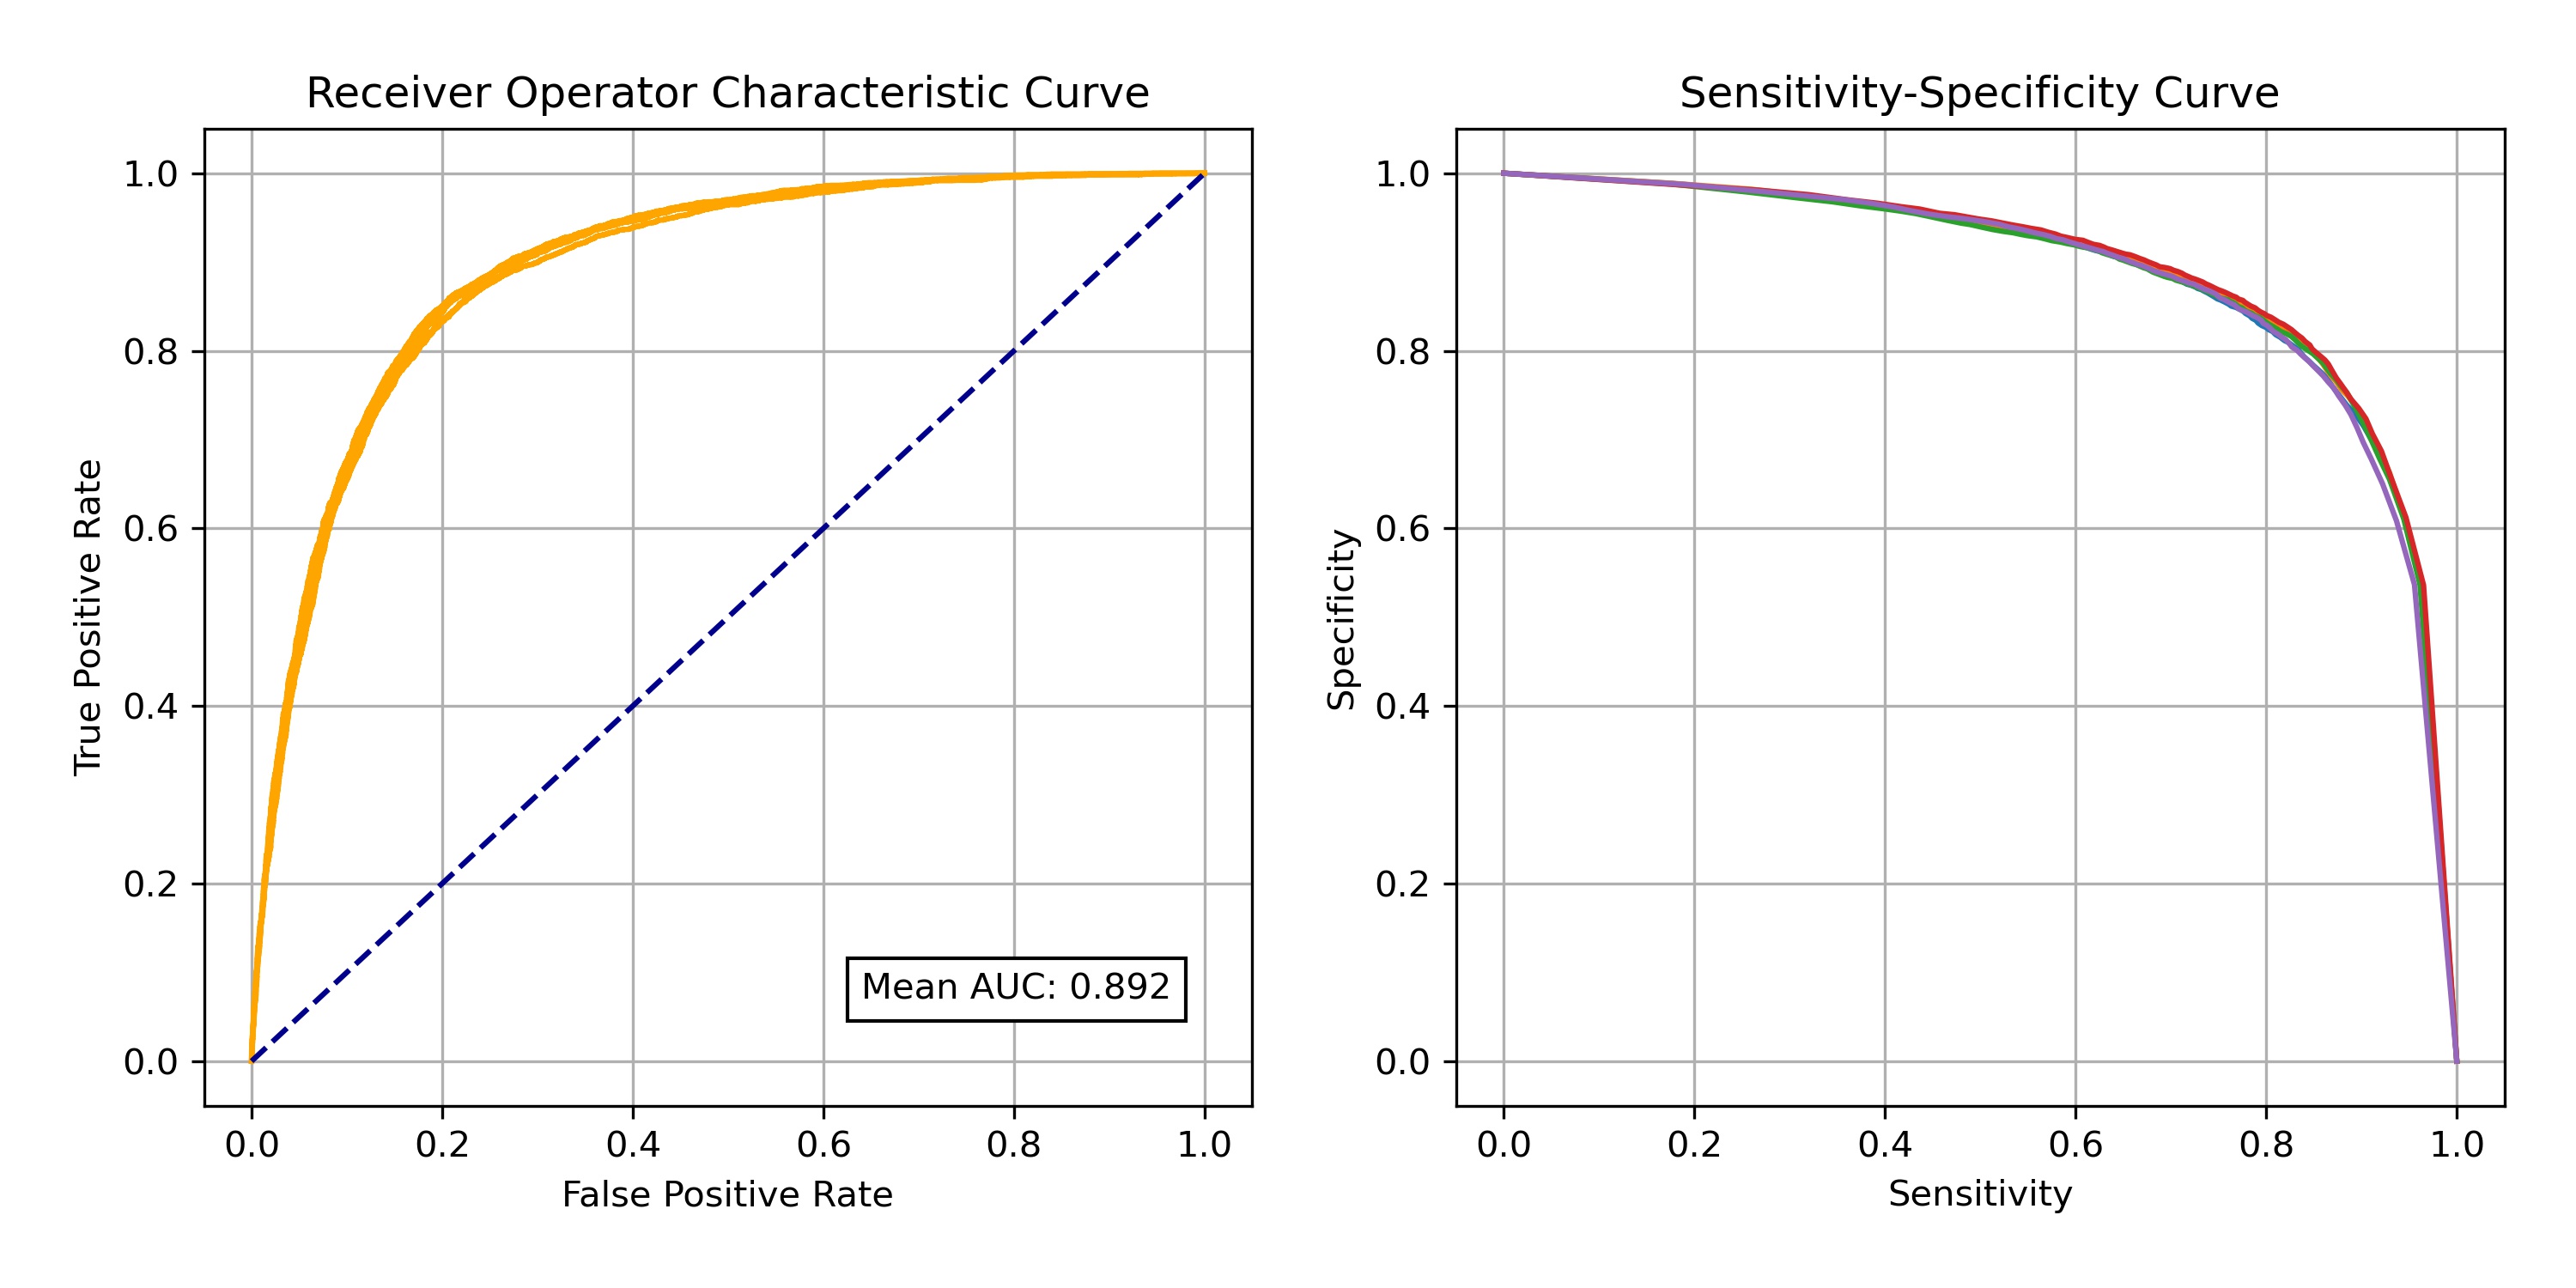 Receiver Operator Characteristic Curve
True Positive Rate
1.0
0.8
0.6
0.4
0.2
0.0
Mean AUC: 0.892
0.0 0.2 0.4 0.6 0.8 1.0
False Positive Rate
Sensitivity-Specificity Curve
Specificity
1.0
0.8
0.6
0.4
0.2
0.0
0.0 0.2 0.4 0.6 0.8 1.0
Sensitivity